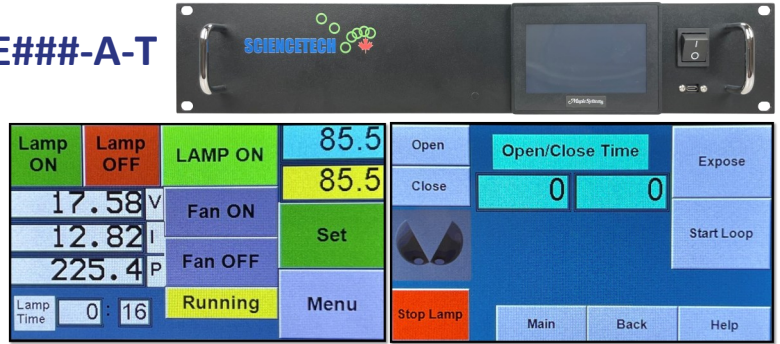 E###-A-T
SCIENCETECH
I
O
Maple Systems
Lamp ON
Lamp OFF
LAMP ON
85.5
85.5
17.58 V
12.82 I
225.4 P
Fan ON
Fan OFF
Set
Lamp Time
0 : 16
Running
Menu
Open
Close
Open/Close Time
0
0
Expose
Start Loop
Stop Lamp
Main
Back
Help